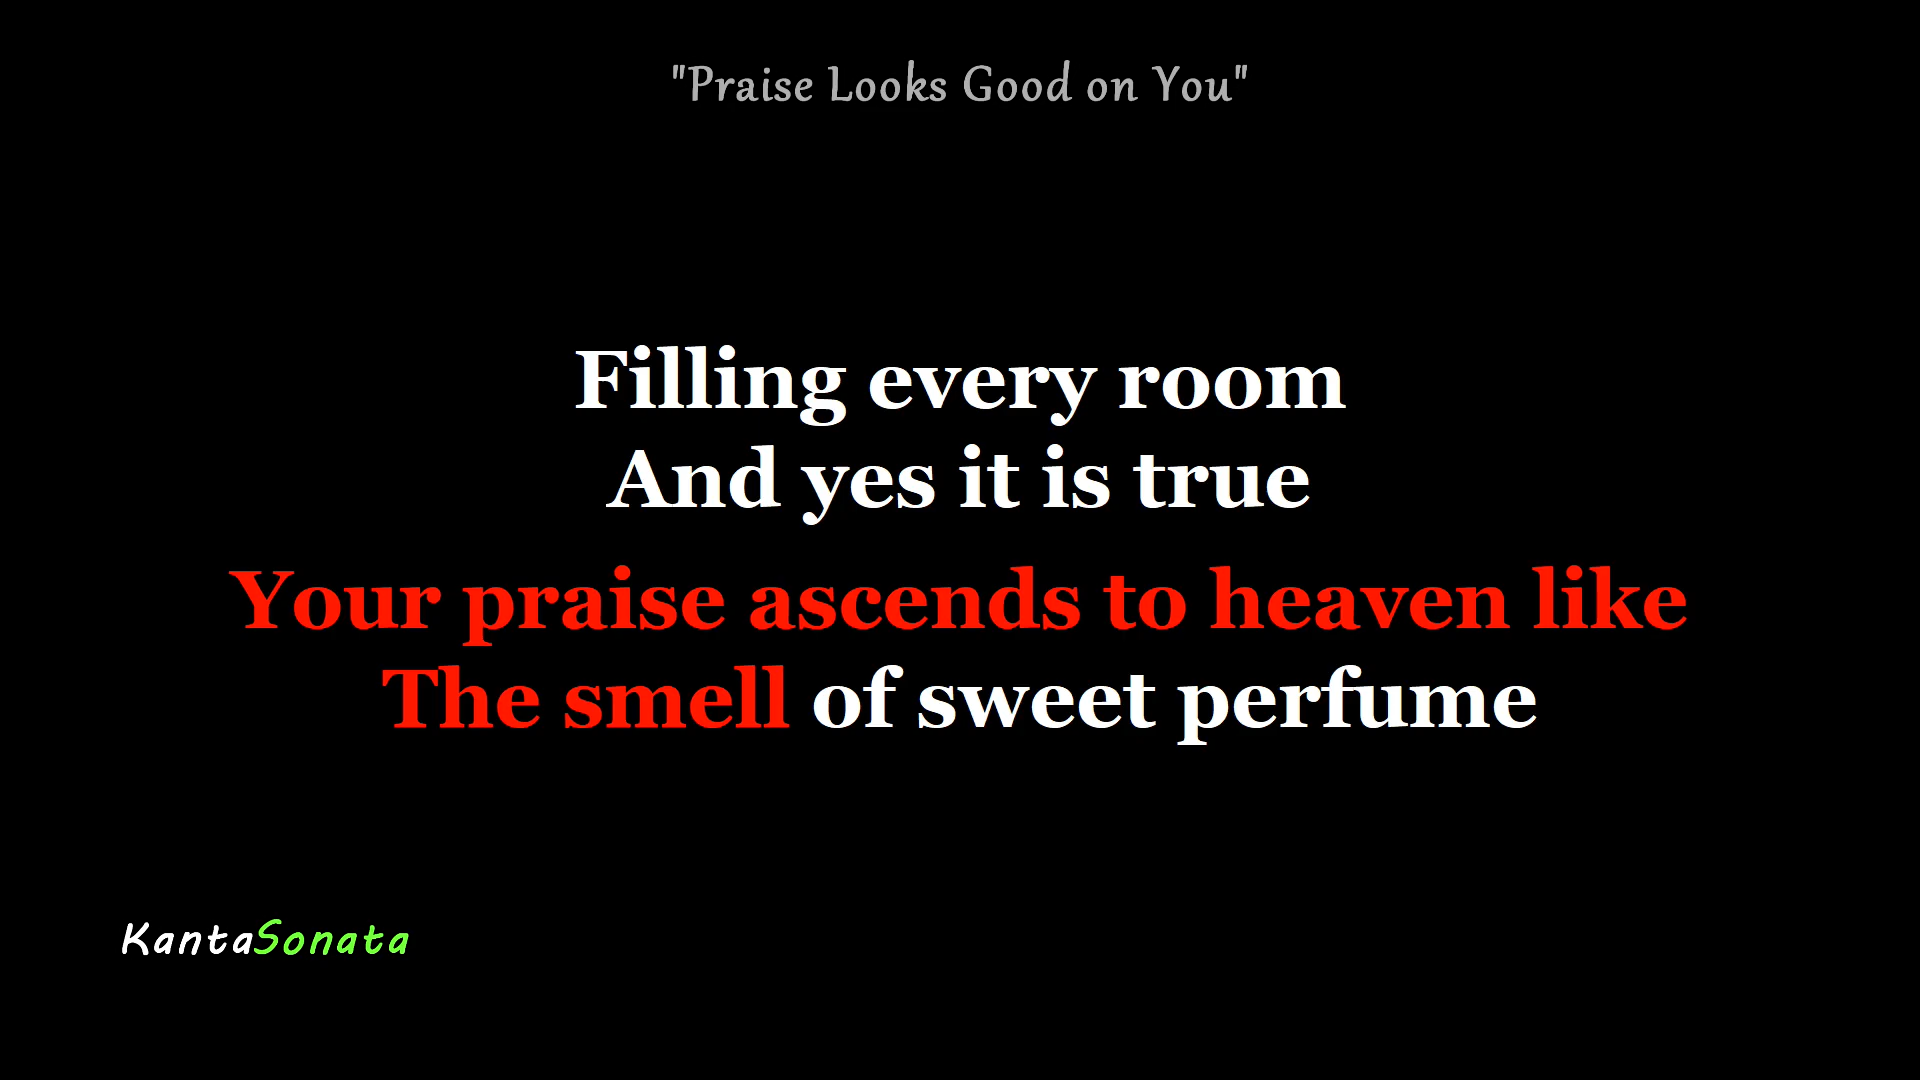 "Praise Looks Good on You"
Filling every room
And yes it is true
Your praise ascends to heaven like
The smell of sweet perfume
KantaSonata